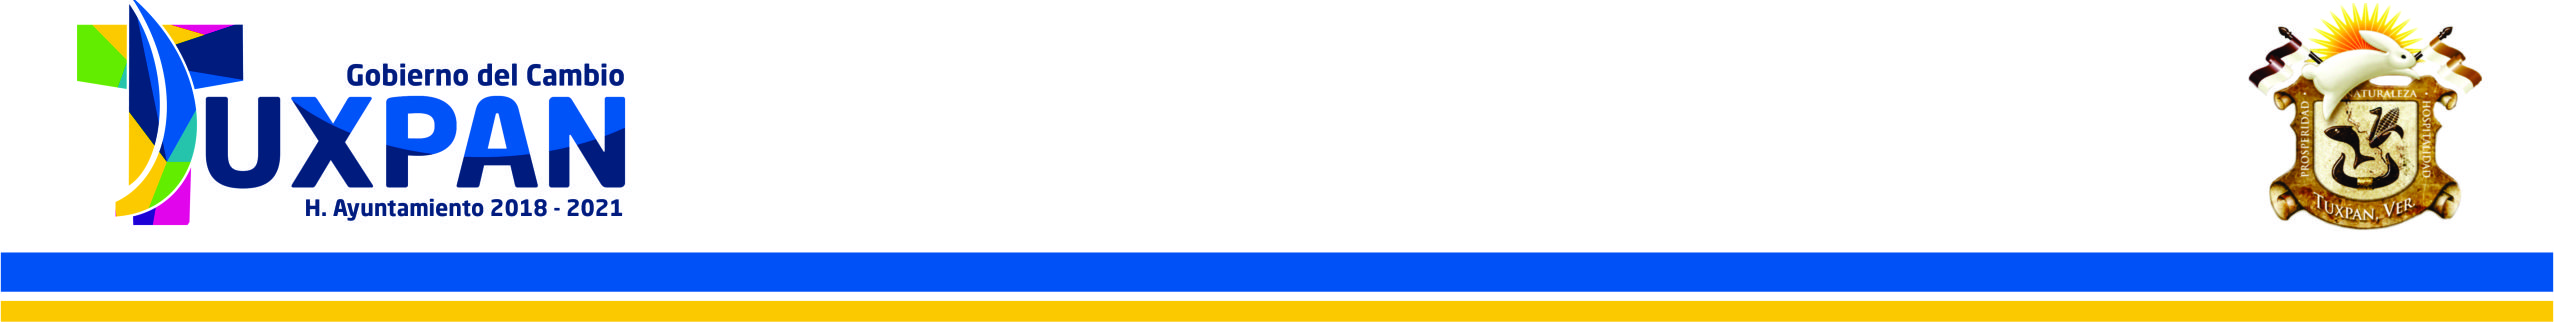 Gobierno del Cambio
TUXPAN
H. Ayuntamiento 2018 - 2021
NATURALEZA
PROSPERIDAD
HOSPITALIDAD
TUXPAN, VER.